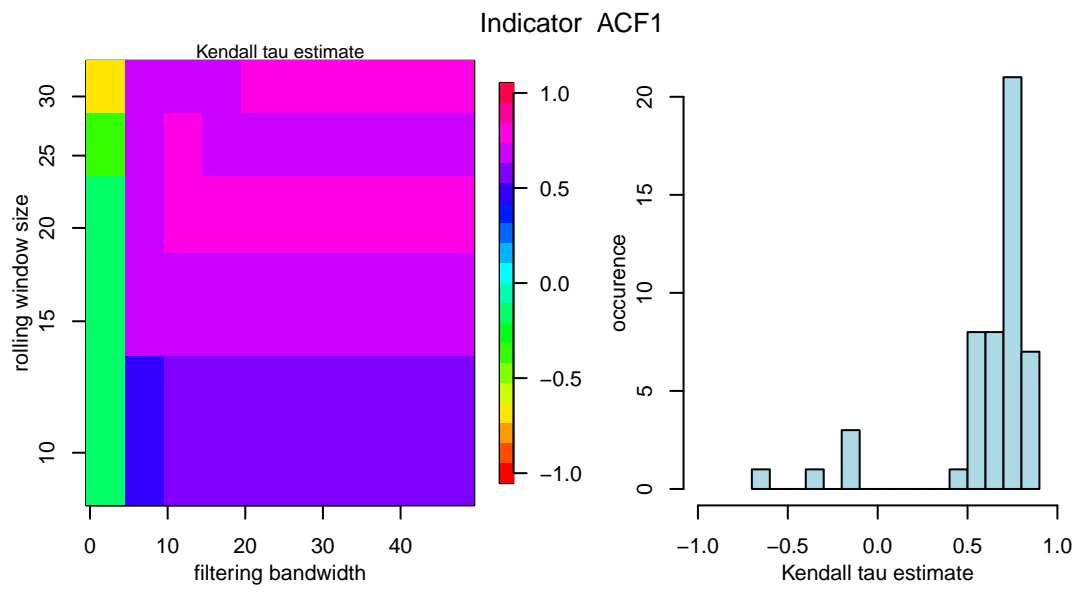 Indicator ACF1
Kendall tau estimate
rolling window size
30
25
20
15
10
0 10 20 30 40
filtering bandwidth
1.0
0.5
0.0
−0.5
−1.0
occurence
20
15
10
5
0
−1.0 −0.5 0.0 0.5 1.0
Kendall tau estimate